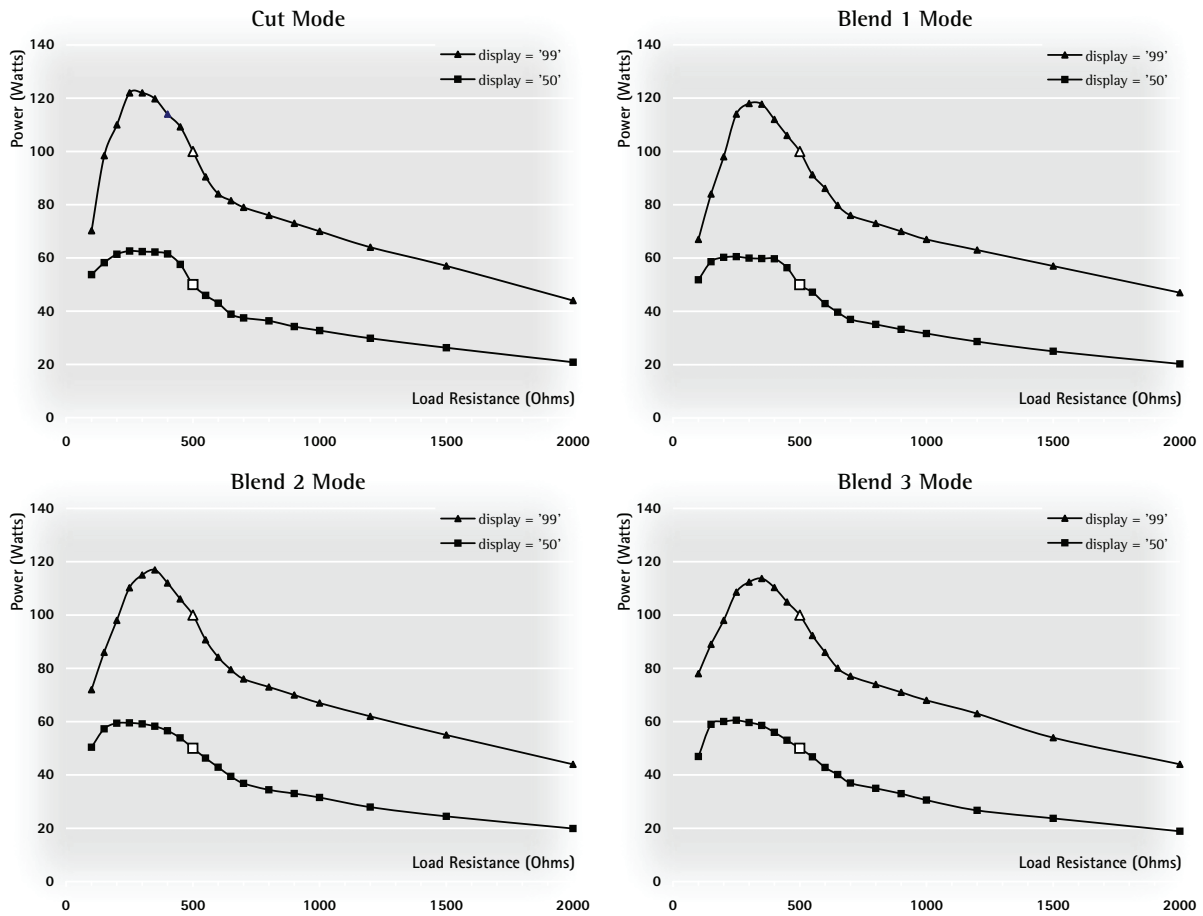 Cut Mode
Power (Watts)
140
120
100
80
60
40
20
0
display = '99'
display = '50'
Load Resistance (Ohms)
0 500 1000 1500 2000
Blend 1 Mode
Power (Watts)
140
120
100
80
60
40
20
0
display = '99'
display = '50'
Load Resistance (Ohms)
0 500 1000 1500 2000
Blend 2 Mode
Power (Watts)
140
120
100
80
60
40
20
0
display = '99'
display = '50'
Load Resistance (Ohms)
0 500 1000 1500 2000
Blend 3 Mode
Power (Watts)
140
120
100
80
60
40
20
0
display = '99'
display = '50'
Load Resistance (Ohms)
0 500 1000 1500 2000